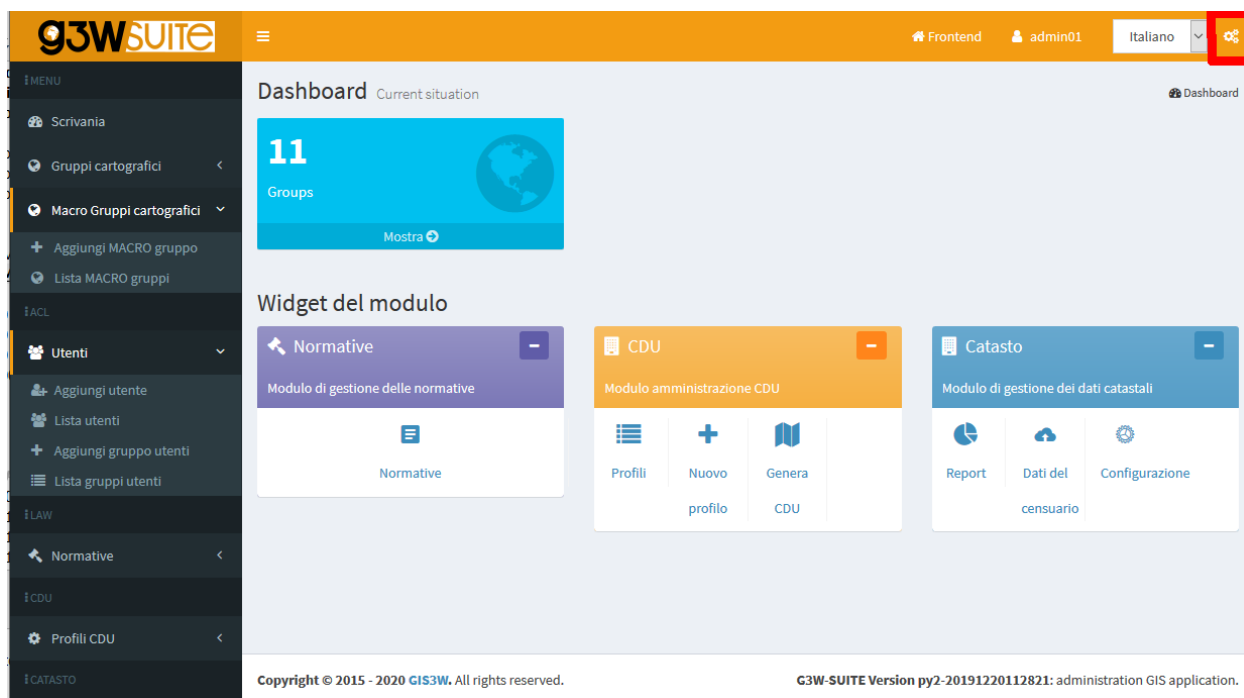 g3WSUITE
Frontend
admin01
Italiano
MENU
Scrivania
Gruppi cartografici
Macro Gruppi cartografici
Aggiungi MACRO gruppo
Lista MACRO gruppi
ACL
Utenti
Aggiungi utente
Lista utenti
Aggiungi gruppo utenti
Lista gruppi utenti
LAW
Normative
CDU
Profili CDU
CATASTO
Dashboard Current situation
Dashboard
11
Groups
Mostra
Widget del modulo
Normative
Modulo di gestione delle normative
Normative
CDU
Modulo amministrazione CDU
Profili
Nuovo
profilo
Genera
CDU
Catasto
Modulo di gestione dei dati catastali
Report
Dati del
censuario
Configurazione
Copyright © 2015 - 2020 GIS3W. All rights reserved.
G3W-SUITE Version py2-20191220112821: administration GIS application.